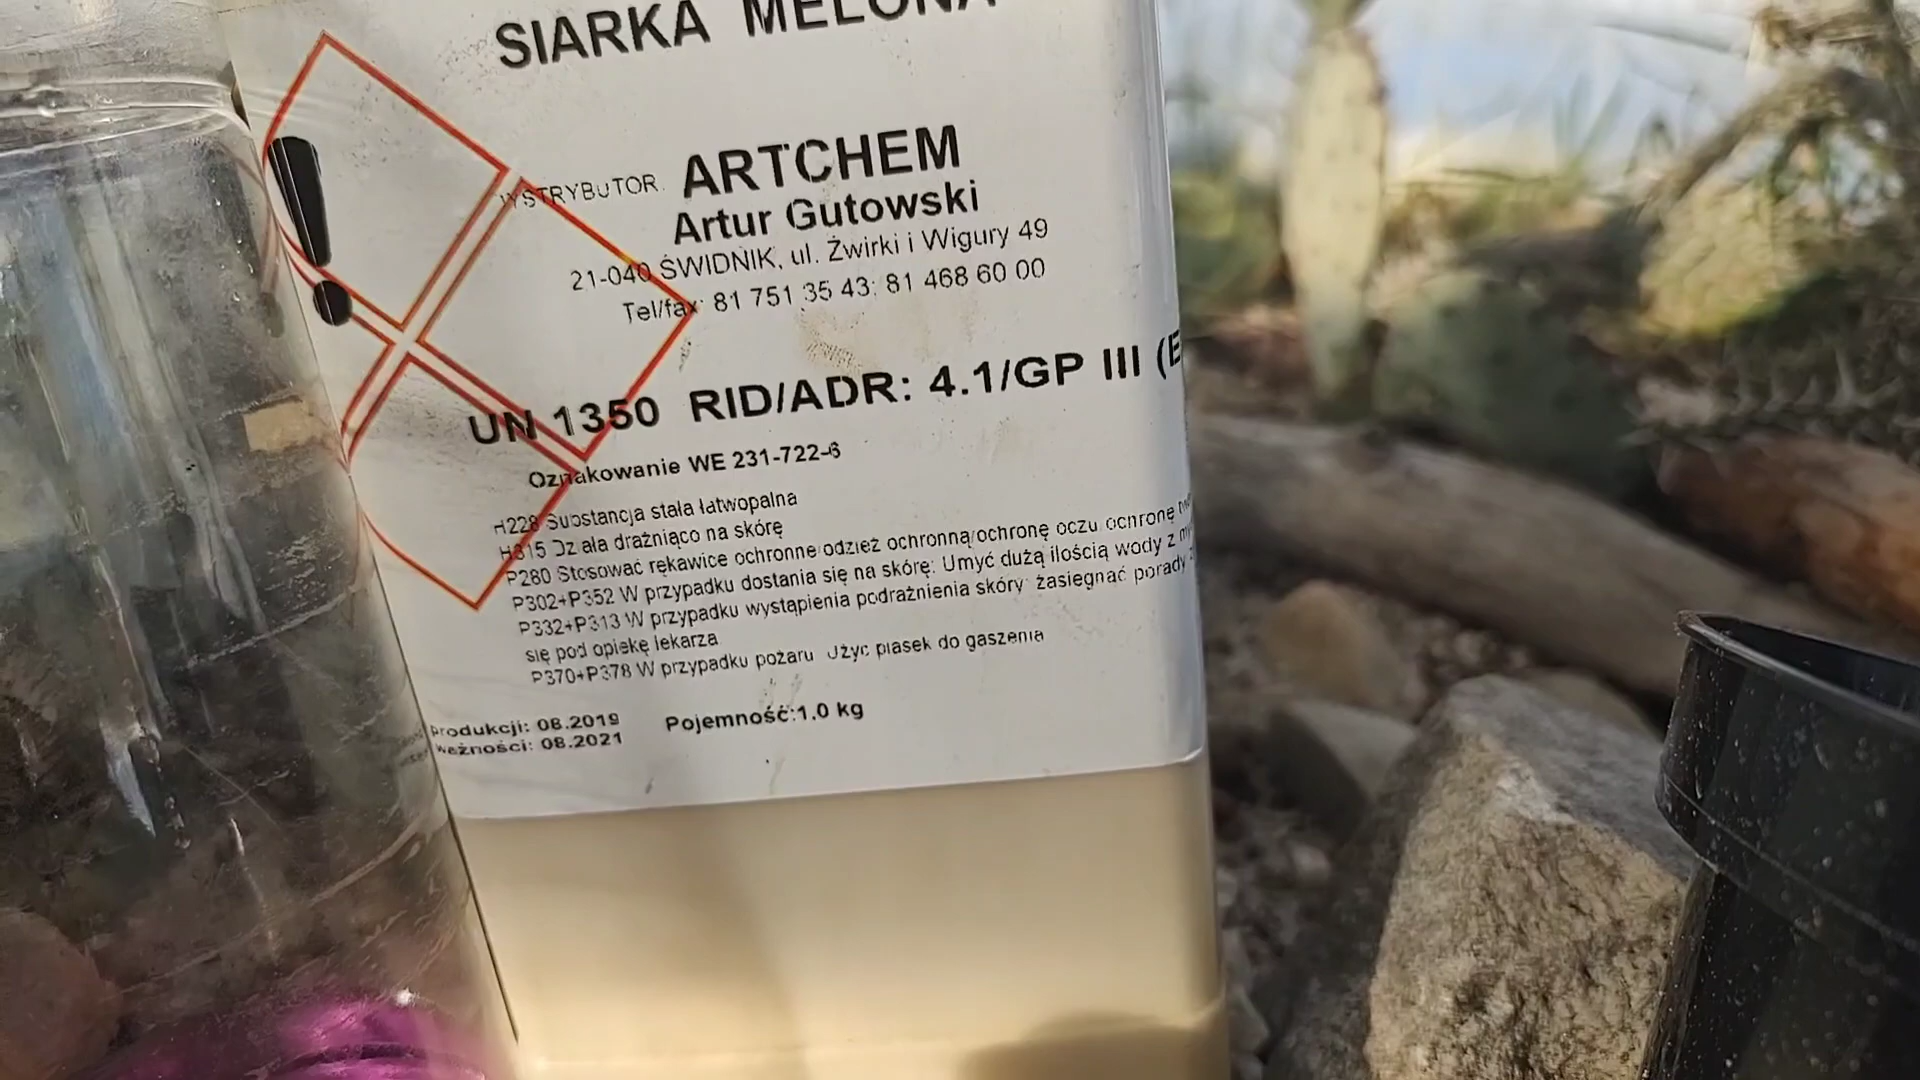 SIARKA MELONA
DYSTRYBUTOR: ARTCHEM
Artur Gutowski
21-040 ŚWIDNIK, ul. Żwirki i Wigury 49
Tel/fax: 81 751 35 43; 81 468 60 00
UN 1350 RID/ADR: 4.1/GP III (E
Oznakowanie WE 231-722-6
H228 Substancja stała łatwopalna
H315 Działa drażniąco na skórę
P280 Stosować rękawice ochronne/odzież ochronną/ochronę oczu ochronę
P302+P352 W przypadku dostania się na skórę: Umyć dużą ilością wody z
P332+P313 W przypadku wystąpienia podrażnienia skóry: zasięgnąć porady
się pod opiekę lekarza
P370+P378 W przypadku pożaru Użyć piasek do gaszenia
produkcji: 08.2019 Pojemność:1.0 kg
ważności: 08.2021